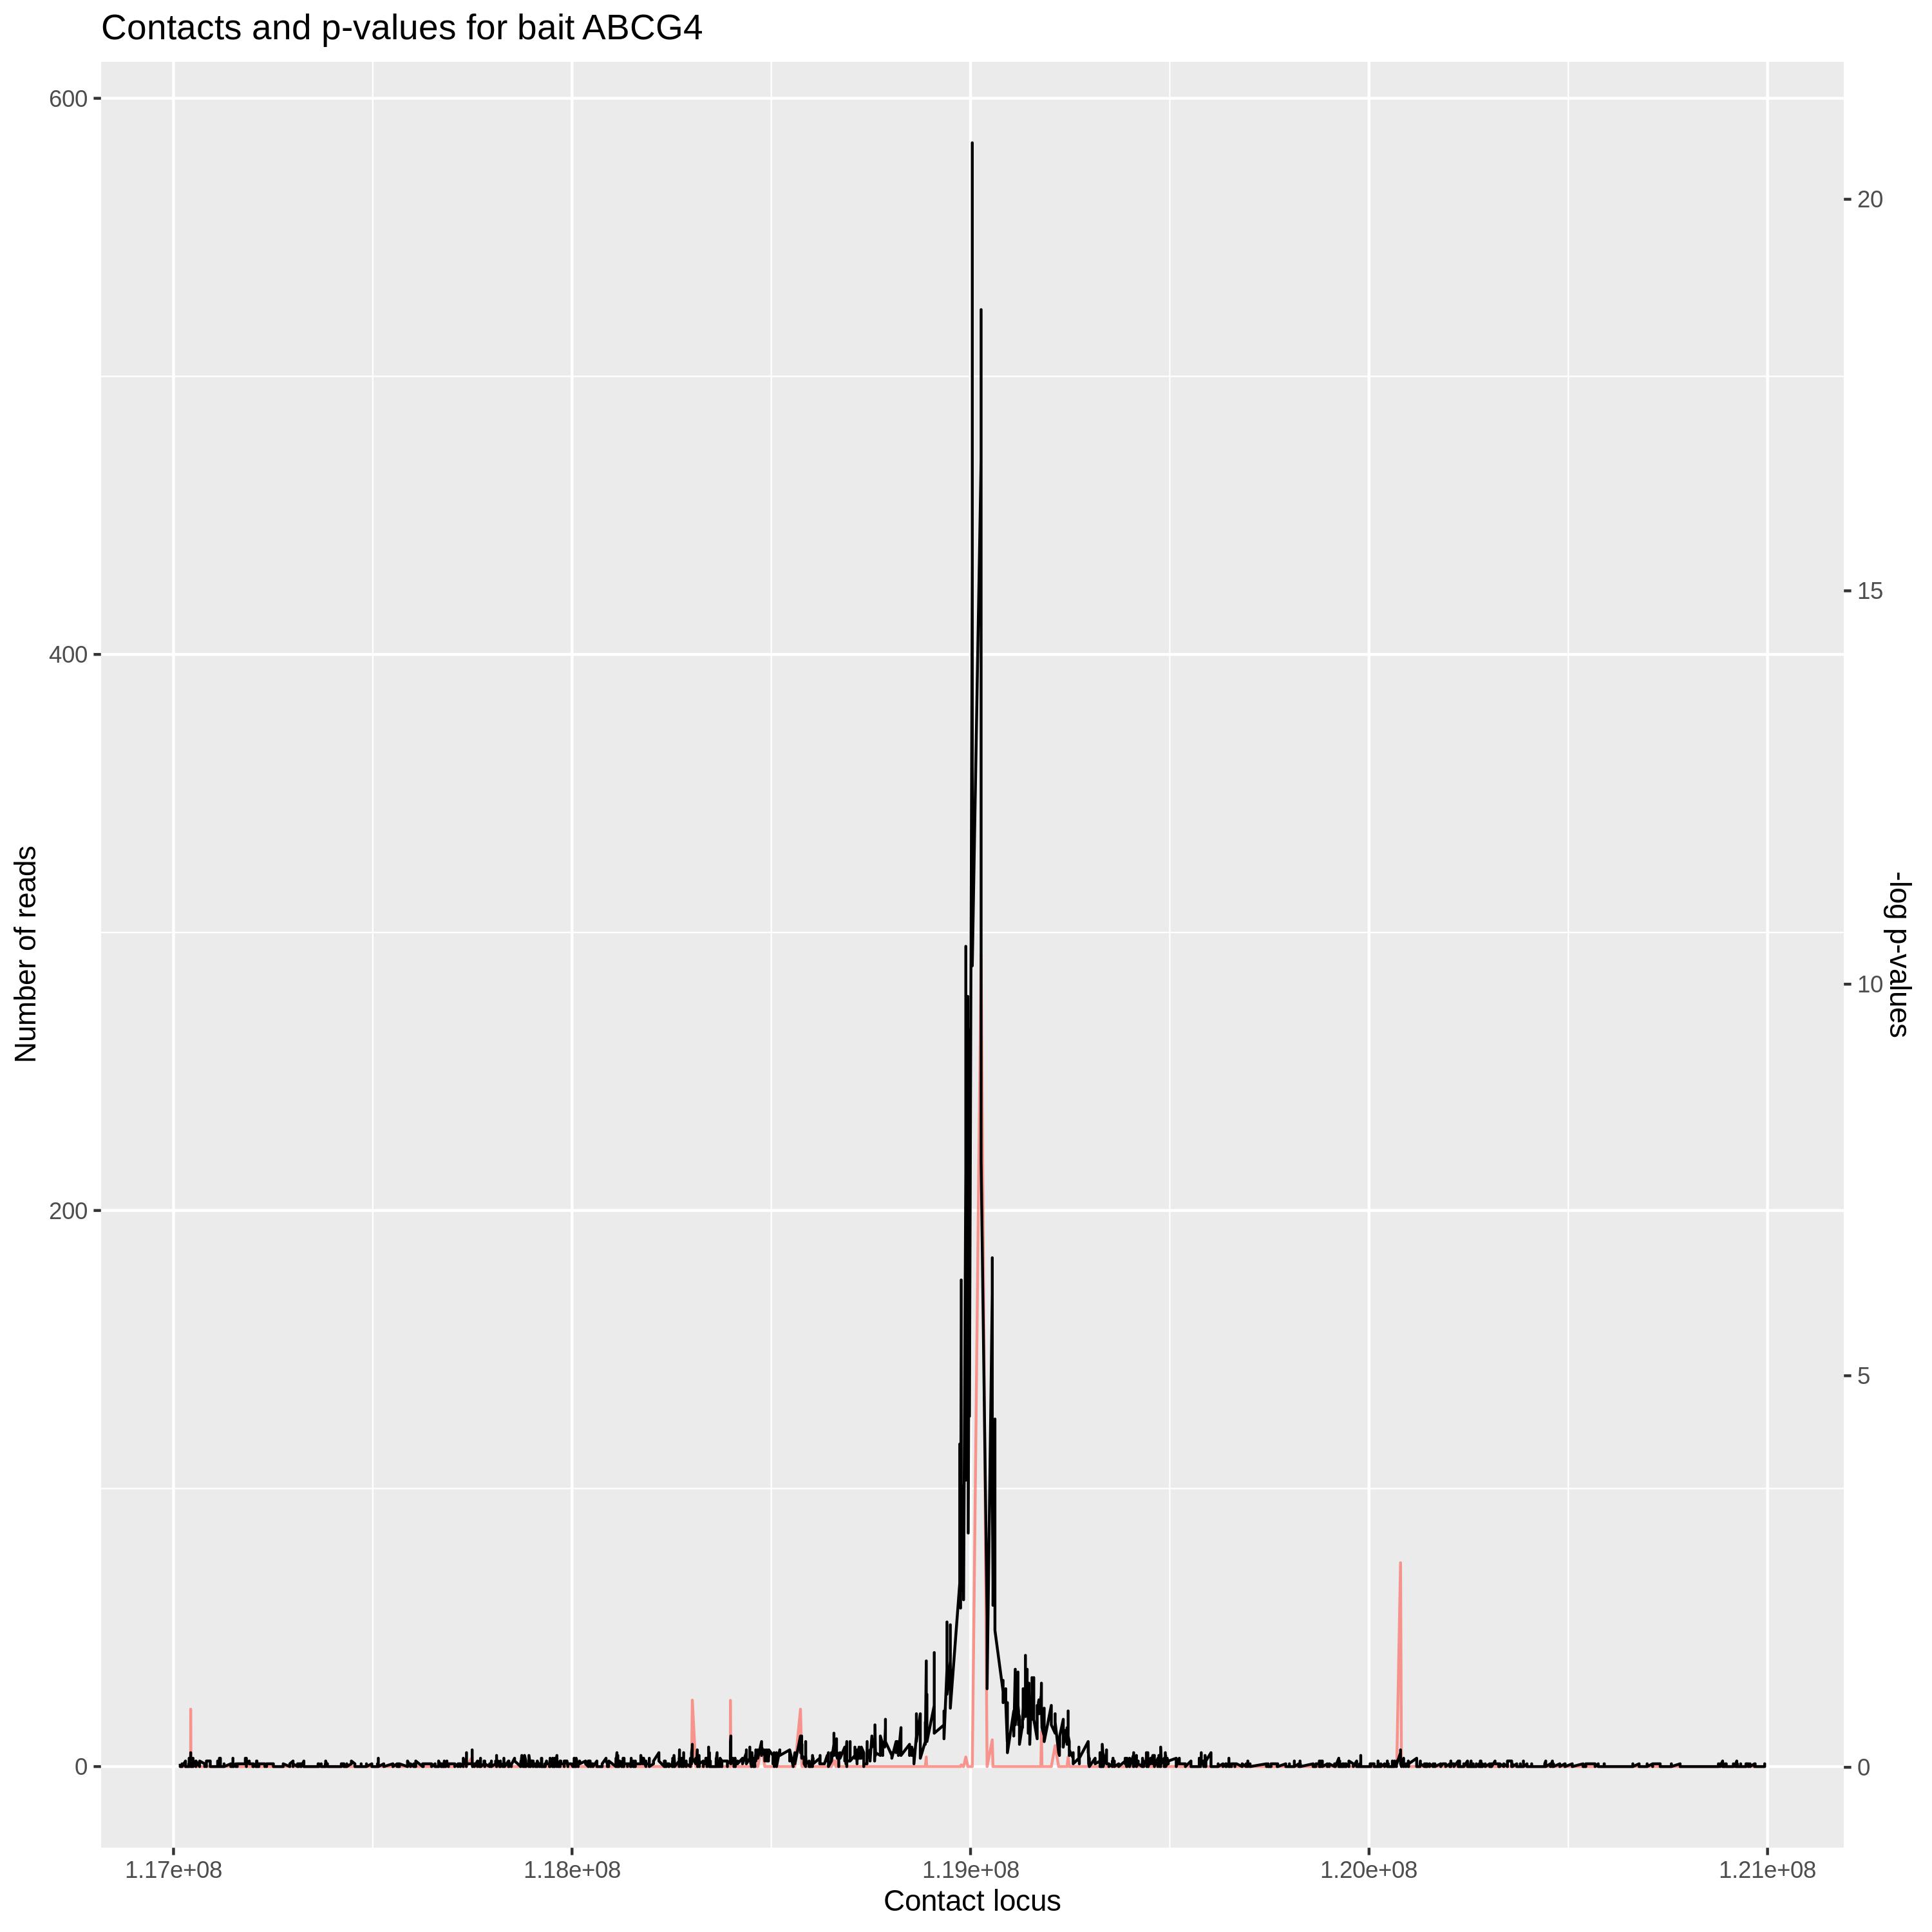 Contacts and p-values for bait ABCG4
600
400
200
0
Number of reads
20
15
10
5
0
-log p-values
1.17e+08
1.18e+08
1.19e+08
1.20e+08
1.21e+08
Contact locus